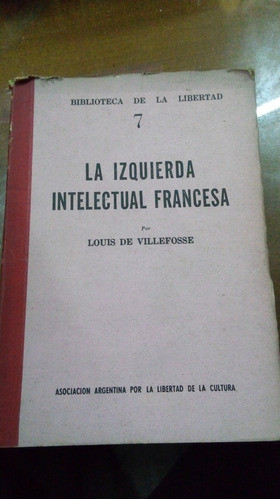 BIBLIOTECA DE LA LIBERTAD
7
LA IZQUIERDA
INTELECTUAL FRANCESA
Por
LOUIS DE VILLEFOSSE
ASOCIACION ARGENTINA POR LA LIBERTAD DE LA CULTURA